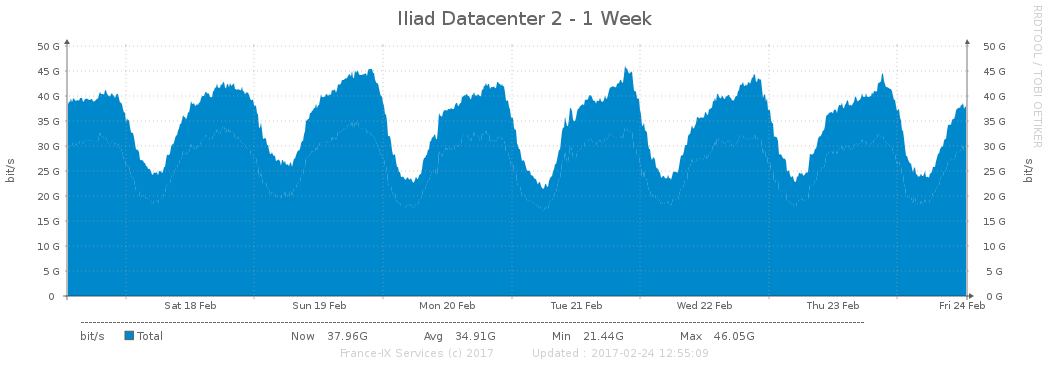 Iliad Datacenter 2 - 1 Week
RRDTOOL / TOBI OETIKER
bit/s
50 G
45 G
40 G
35 G
30 G
25 G
20 G
15 G
10 G
5 G
0
50 G
45 G
40 G
35 G
30 G
25 G
20 G
15 G
10 G
5 G
0 G
bit/s
Sat 18 Feb Sun 19 Feb Mon 20 Feb Tue 21 Feb Wed 22 Feb Thu 23 Feb Fri 24 Feb
bit/s Total Now 37.96G Avg 34.91G Min 21.44G Max 46.05G
France-IX Services (c) 2017 Updated : 2017-02-24 12:55:09